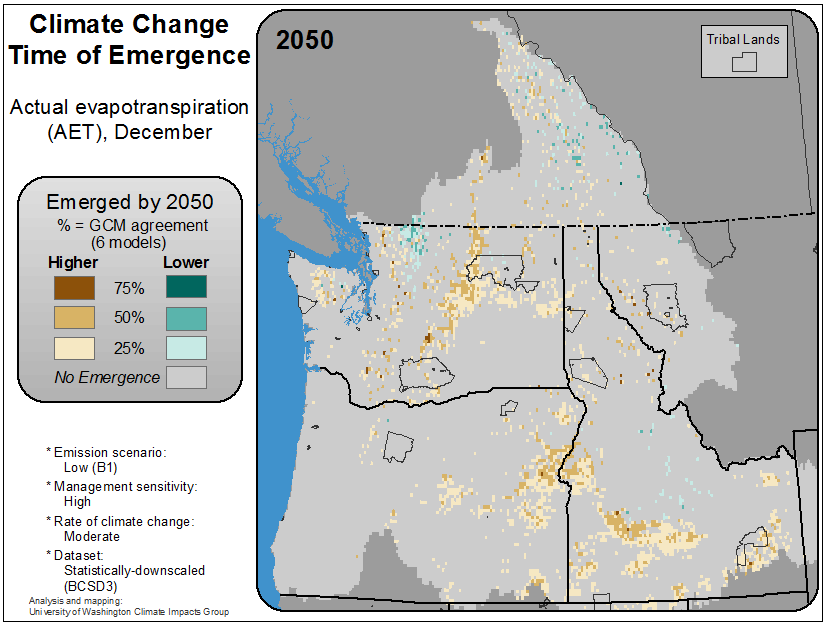 Climate Change
Time of Emergence
Actual evapotranspiration
(AET), December
Emerged by 2050
% = GCM agreement
(6 models)
Higher Lower
75%
50%
25%
No Emergence
* Emission scenario:
Low (B1)
* Management sensitivity:
High
* Rate of climate change:
Moderate
* Dataset:
Statistically-downscaled
(BCSD3)
Analysis and mapping:
University of Washington Climate Impacts Group
2050
Tribal Lands